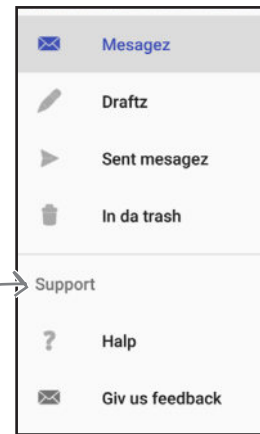 Mesagez
Draftz
Sent mesagez
In da trash
Support
Halp
Giv us feedback